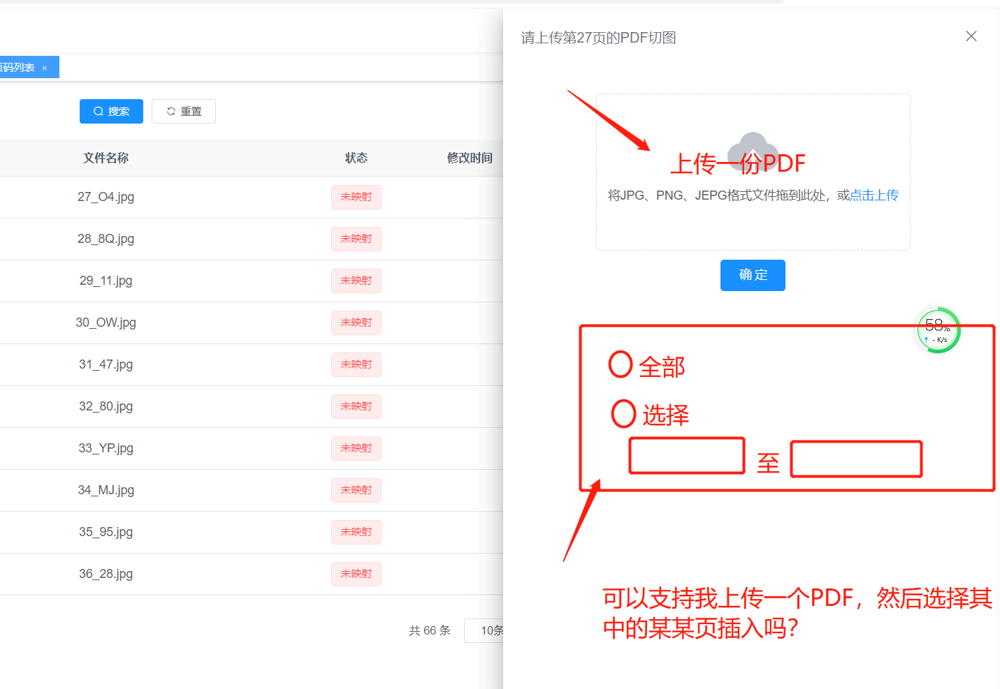 请上传第27页的PDF切图
页码列表 ×
搜索 重置
文件名称 状态 修改时间
27_O4.jpg 未映射
28_8Q.jpg 未映射
29_11.jpg 未映射
30_OW.jpg 未映射
31_47.jpg 未映射
32_80.jpg 未映射
33_YP.jpg 未映射
34_MJ.jpg 未映射
35_95.jpg 未映射
36_28.jpg 未映射
共 66 条 10条
上传一份PDF
将JPG、PNG、JEPG格式文件拖到此处，或点击上传
确 定
58%
↑ - K/s
全部
选择
至
可以支持我上传一个PDF，然后选择其
中的某某页插入吗？